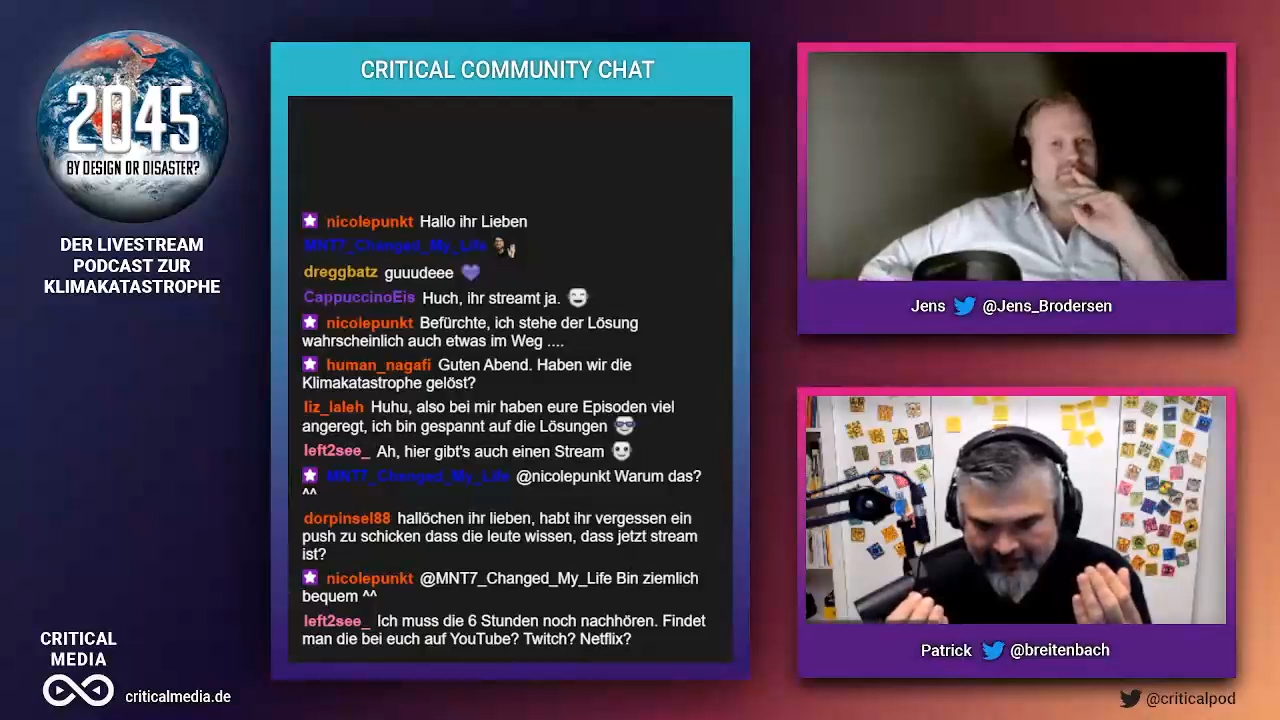 2045
BY DESIGN OR DISASTER?
DER LIVESTREAM
PODCAST ZUR
KLIMAKATASTROPHE
CRITICAL
MEDIA
criticalmedia.de
CRITICAL COMMUNITY CHAT
nicolepunkt Hallo ihr Lieben
MNT7_Changed_My_Life
dreggbatz guuudeee 💜
CappuccinoEis Huch, ihr streamt ja.
nicolepunkt Befürchte, ich stehe der Lösung
wahrscheinlich auch etwas im Weg ....
human_nagafi Guten Abend. Haben wir die
Klimakatastrophe gelöst?
liz_laleh Huhu, also bei mir haben eure Episoden viel
angeregt, ich bin gespannt auf die Lösungen
left2see_ Ah, hier gibt's auch einen Stream
MNT7_Changed_My_Life @nicolepunkt Warum das?
^^
dorpinsel88 hallöchen ihr lieben, habt ihr vergessen ein
push zu schicken dass die leute wissen, dass jetzt stream
ist?
nicolepunkt @MNT7_Changed_My_Life Bin ziemlich
bequem ^^
left2see_ Ich muss die 6 Stunden noch nachhören. Findet
man die bei euch auf YouTube? Twitch? Netflix?
Jens @Jens_Brodersen
Patrick @breitenbach
@criticalpod